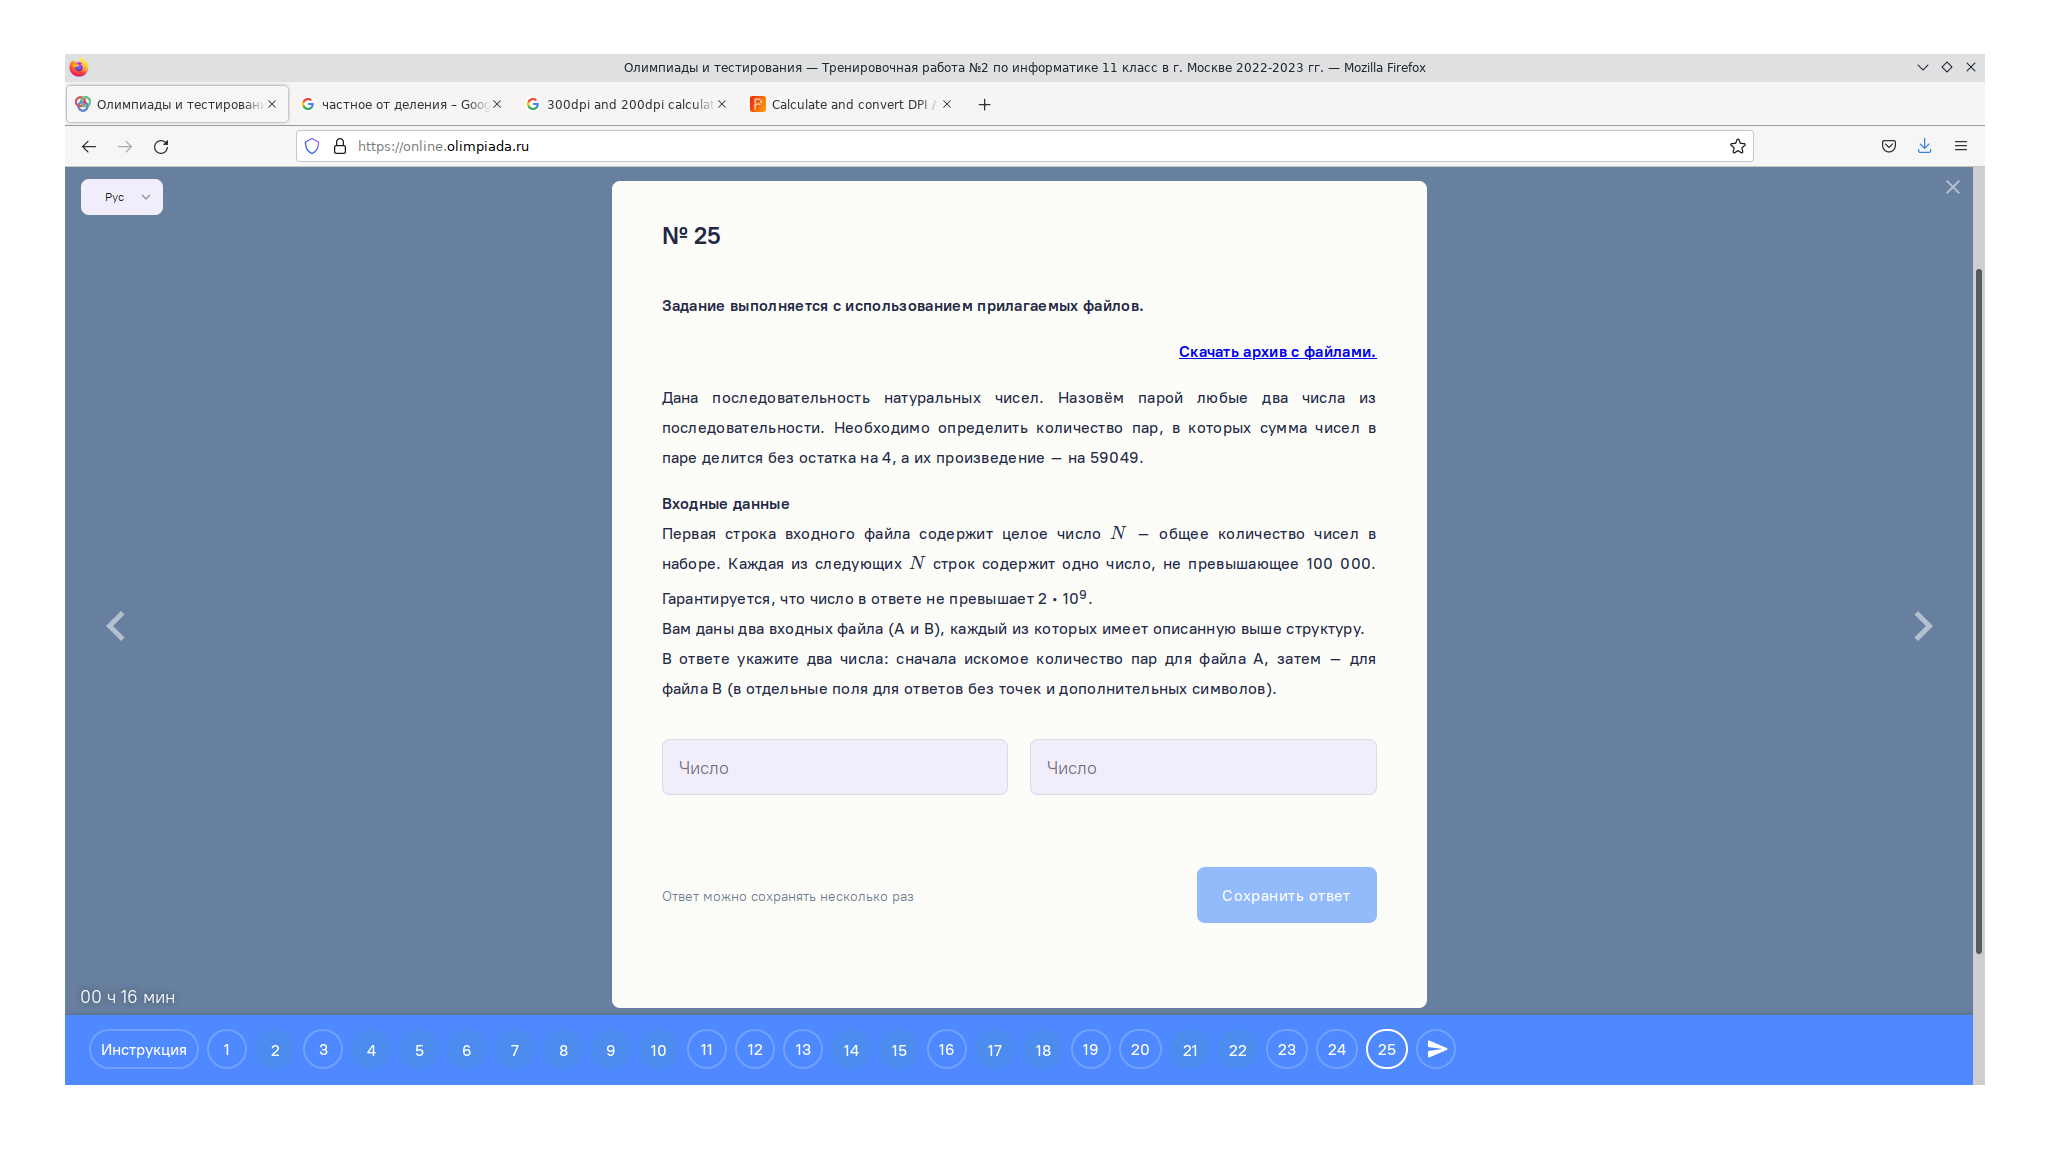 Олимпиады и тестирования — Тренировочная работа №2 по информатике 11 класс в г. Москве 2022-2023 гг. — Mozilla Firefox
Олимпиады и тестирован
частное от деления – Goog
300dpi and 200dpi calculat
Calculate and convert DPI /
https://online.olimpiada.ru
Рус
№ 25
Задание выполняется с использованием прилагаемых файлов.
Скачать архив с файлами.
Дана последовательность натуральных чисел. Назовём парой любые два числа из
последовательности. Необходимо определить количество пар, в которых сумма чисел в
паре делится без остатка на 4, а их произведение — на 59049.
Входные данные
Первая строка входного файла содержит целое число N — общее количество чисел в
наборе. Каждая из следующих N строк содержит одно число, не превышающее 100 000.
Гарантируется, что число в ответе не превышает 2 • 10⁹.
Вам даны два входных файла (А и В), каждый из которых имеет описанную выше структуру.
В ответе укажите два числа: сначала искомое количество пар для файла А, затем — для
файла В (в отдельные поля для ответов без точек и дополнительных символов).
Число Число
Ответ можно сохранять несколько раз
Сохранить ответ
00 ч 16 мин
Инструкция 1 2 3 4 5 6 7 8 9 10 11 12 13 14 15 16 17 18 19 20 21 22 23 24 25